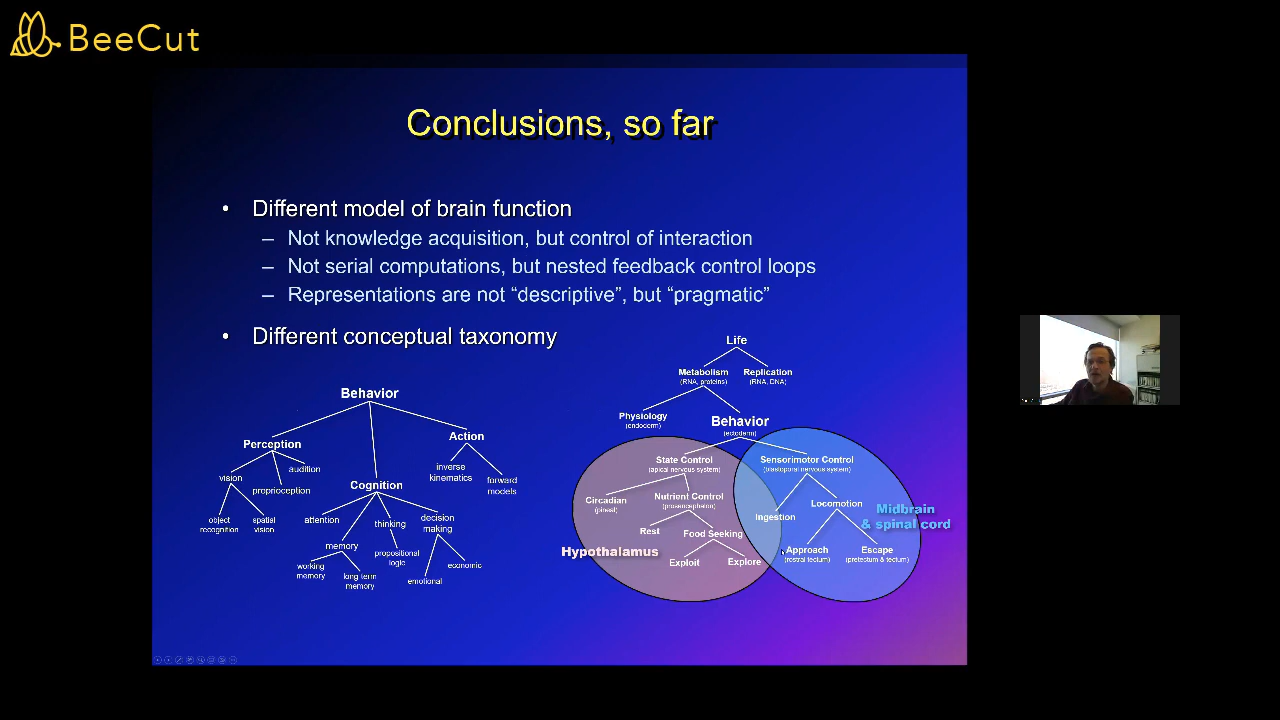 BeeCut
Conclusions, so far
• Different model of brain function
– Not knowledge acquisition, but control of interaction
– Not serial computations, but nested feedback control loops
– Representations are not “descriptive”, but “pragmatic”
• Different conceptual taxonomy
Behavior
Perception
Action
vision
audition
proprioception
inverse
kinematics
forward
models
Cognition
object
recognition
spatial
vision
attention
thinking
decision
making
memory
propositional
logic
working
memory
long term
memory
emotional
economic
Life
Metabolism
(RNA, proteins)
Replication
(RNA, DNA)
Physiology
(endoderm)
Behavior
(ectoderm)
State Control
(apical nervous system)
Sensorimotor Control
(blastoporal nervous system)
Circadian
(pineal)
Nutrient Control
(prosencephalon)
Ingestion
Locomotion
Midbrain
& spinal cord
Rest
Food Seeking
Hypothalamus
Exploit
Explore
Approach
(rostral tectum)
Escape
(pretectum & tectum)